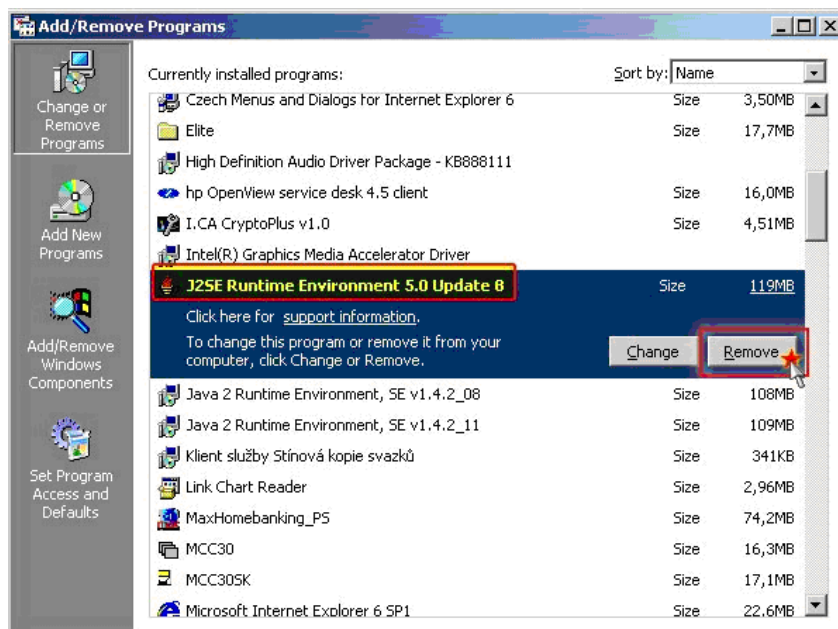 Add/Remove Programs
Change or
Remove
Programs
Add New
Programs
Add/Remove
Windows
Components
Set Program
Access and
Defaults
Currently installed programs:
Sort by: Name
Czech Menus and Dialogs for Internet Explorer 6 Size 3,50MB
Elite Size 17,7MB
High Definition Audio Driver Package - KB888111
hp OpenView service desk 4.5 client Size 16,0MB
I.CA CryptoPlus v1.0 Size 4,51MB
Intel(R) Graphics Media Accelerator Driver
J2SE Runtime Environment 5.0 Update 6 Size 119MB
Click here for support information.
To change this program or remove it from your
computer, click Change or Remove.
Change Remove
Java 2 Runtime Environment, SE v1.4.2_08 Size 108MB
Java 2 Runtime Environment, SE v1.4.2_11 Size 109MB
Klient služby Stínová kopie svazků Size 341KB
Link Chart Reader Size 2,96MB
MaxHomebanking_PS Size 74,2MB
MCC30 Size 16,3MB
MCC30SK Size 17,1MB
Microsoft Internet Explorer 6 SP1 Size 22,6MB